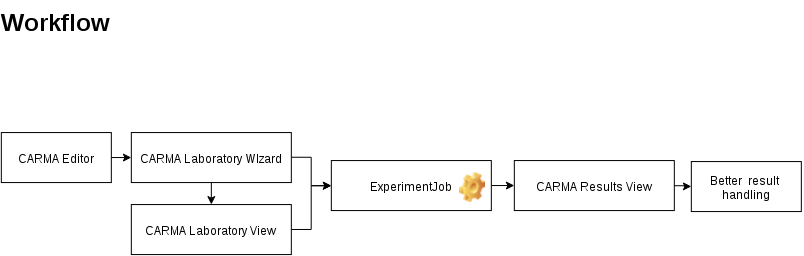 Workflow
CARMA Editor
CARMA Laboratory WIzard
CARMA Laboratory View
ExperimentJob
CARMA Results View
Better result
handling